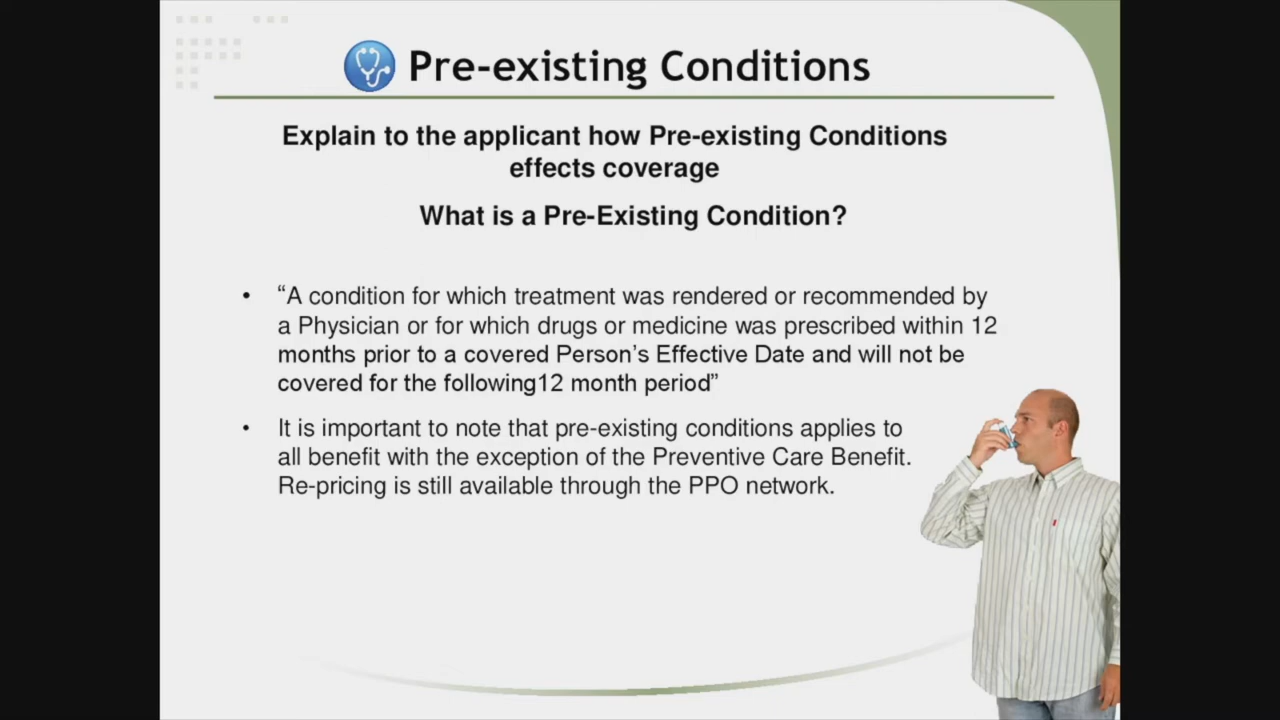 Pre-existing Conditions
Explain to the applicant how Pre-existing Conditions
effects coverage
What is a Pre-Existing Condition?
• “A condition for which treatment was rendered or recommended by
a Physician or for which drugs or medicine was prescribed within 12
months prior to a covered Person’s Effective Date and will not be
covered for the following12 month period”
• It is important to note that pre-existing conditions applies to
all benefit with the exception of the Preventive Care Benefit.
Re-pricing is still available through the PPO network.